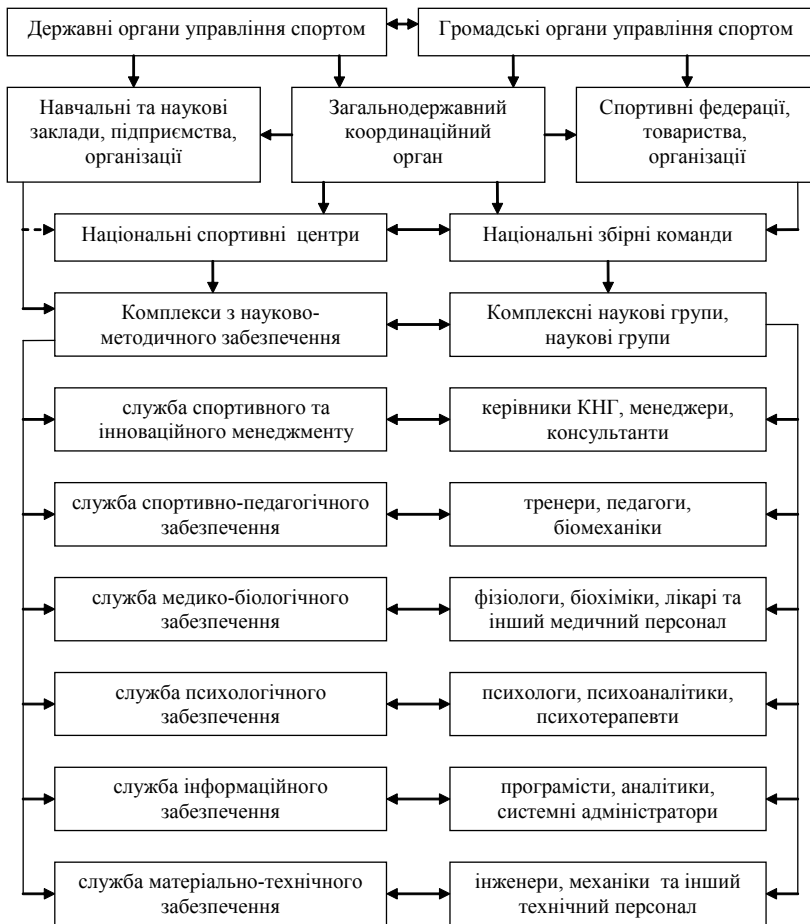 Державні органи управління спортом
Громадські органи управління спортом
Навчальні та наукові
заклади, підприємства,
організації
Загальнодержавний
координаційний
орган
Спортивні федерації,
товариства,
організації
Національні спортивні центри
Національні збірні команди
Комплекси з науково-
методичного забезпечення
Комплексні наукові групи,
наукові групи
служба спортивного та
інноваційного менеджменту
керівники КНГ, менеджери,
консультанти
служба спортивно-педагогічного
забезпечення
тренери, педагоги,
біомеханіки
служба медико-біологічного
забезпечення
фізіологи, біохіміки, лікарі та
інший медичний персонал
служба психологічного
забезпечення
психологи, психоаналітики,
психотерапевти
служба інформаційного
забезпечення
програмісти, аналітики,
системні адміністратори
служба матеріально-технічного
забезпечення
інженери, механіки та інший
технічний персонал